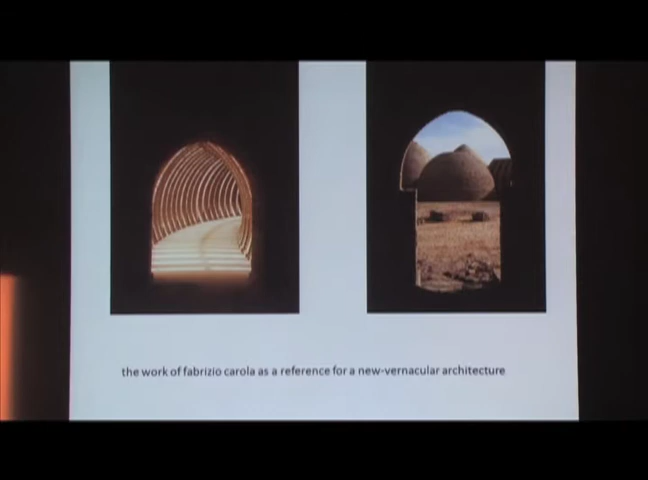 the work of fabrizio carola as a reference for a new-vernacular architecture